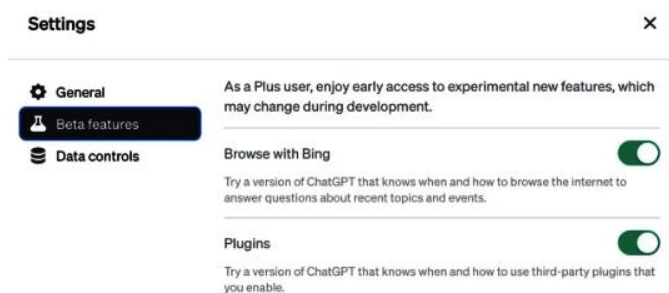 Settings
General
Beta features
Data controls
As a Plus user, enjoy early access to experimental new features, which
may change during development.
Browse with Bing
Try a version of ChatGPT that knows when and how to browse the internet to
answer questions about recent topics and events.
Plugins
Try a version of ChatGPT that knows when and how to use third-party plugins that
you enable.